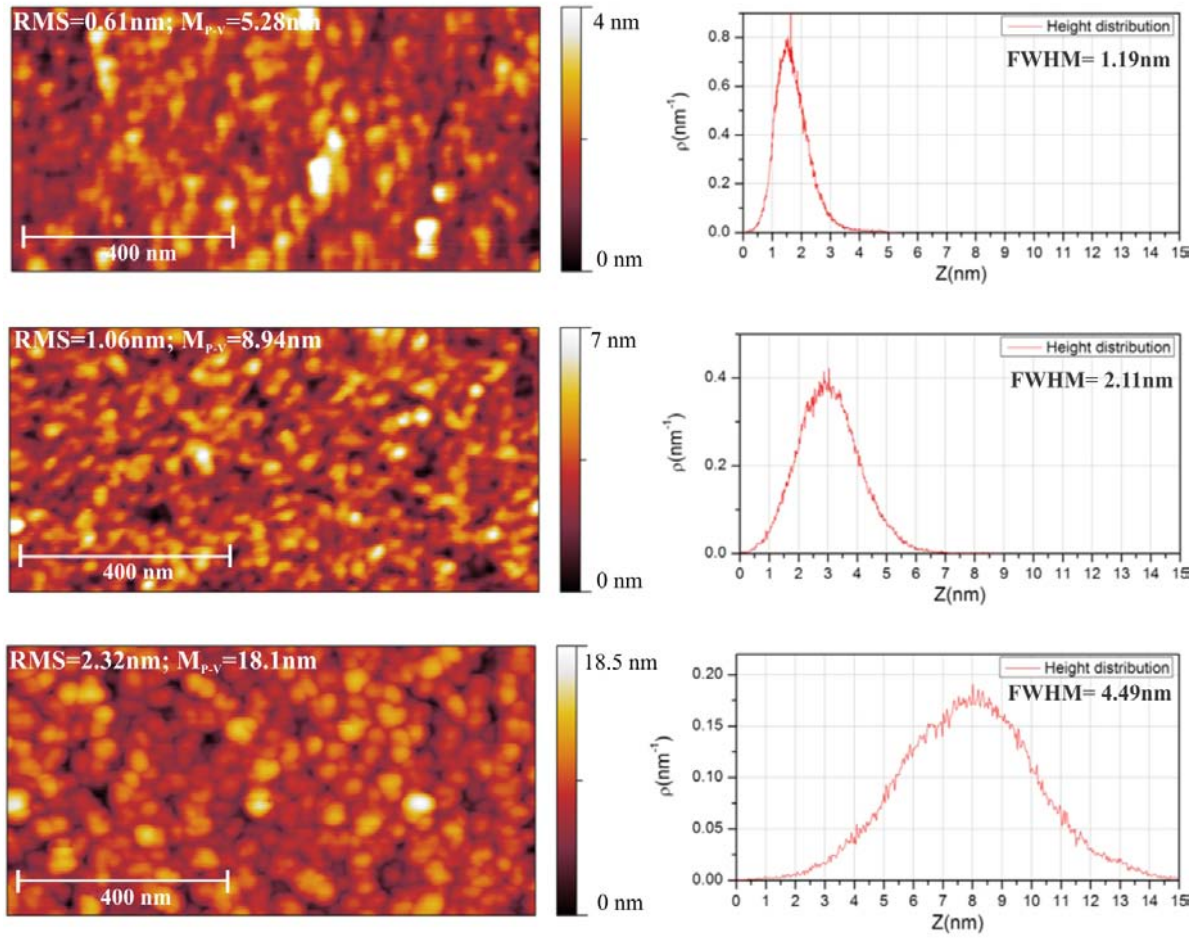 RMS=0.61nm; MP-V=5.28nm
4 nm
0 nm
400 nm
Height distribution
FWHM= 1.19nm
ρ(nm-1)
0.8
0.6
0.4
0.2
0.0
0 1 2 3 4 5 6 7 8 9 10 11 12 13 14 15
Z(nm)
RMS=1.06nm; MP-V=8.94nm
7 nm
0 nm
400 nm
Height distribution
FWHM= 2.11nm
ρ(nm-1)
0.4
0.2
0.0
0 1 2 3 4 5 6 7 8 9 10 11 12 13 14 15
Z(nm)
RMS=2.32nm; MP-V=18.1nm
18.5 nm
0 nm
400 nm
Height distribution
FWHM= 4.49nm
ρ(nm-1)
0.20
0.15
0.10
0.05
0.00
0 1 2 3 4 5 6 7 8 9 10 11 12 13 14 15
Z(nm)